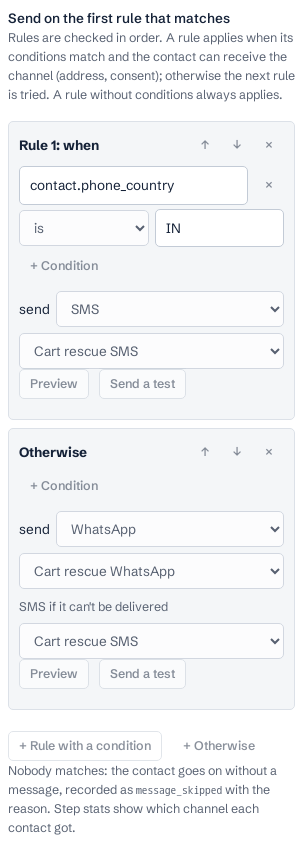 Send on the first rule that matches
Rules are checked in order. A rule applies when its
conditions match and the contact can receive the
channel (address, consent); otherwise the next rule
is tried. A rule without conditions always applies.
Rule 1: when ↑ ↓ ×
contact.phone_country ×
is IN
+ Condition
send SMS
Cart rescue SMS
Preview Send a test
Otherwise ↑ ↓ ×
+ Condition
send WhatsApp
Cart rescue WhatsApp
SMS if it can't be delivered
Cart rescue SMS
Preview Send a test
+ Rule with a condition + Otherwise
Nobody matches: the contact goes on without a
message, recorded as message_skipped with the
reason. Step stats show which channel each
contact got.